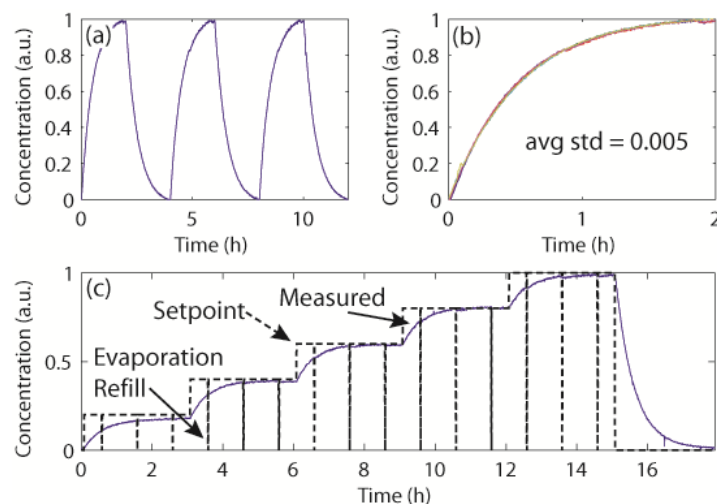 (a)
Concentration (a.u.)
1
0.8
0.6
0.4
0.2
0
0
5
10
Time (h)
(b)
Concentration (a.u.)
1
0.8
0.6
0.4
0.2
0
avg std = 0.005
0
1
2
Time (h)
(c)
Concentration (a.u.)
1
0.5
0
Setpoint
Measured
Evaporation
Refill
0
2
4
6
8
10
12
14
16
Time (h)